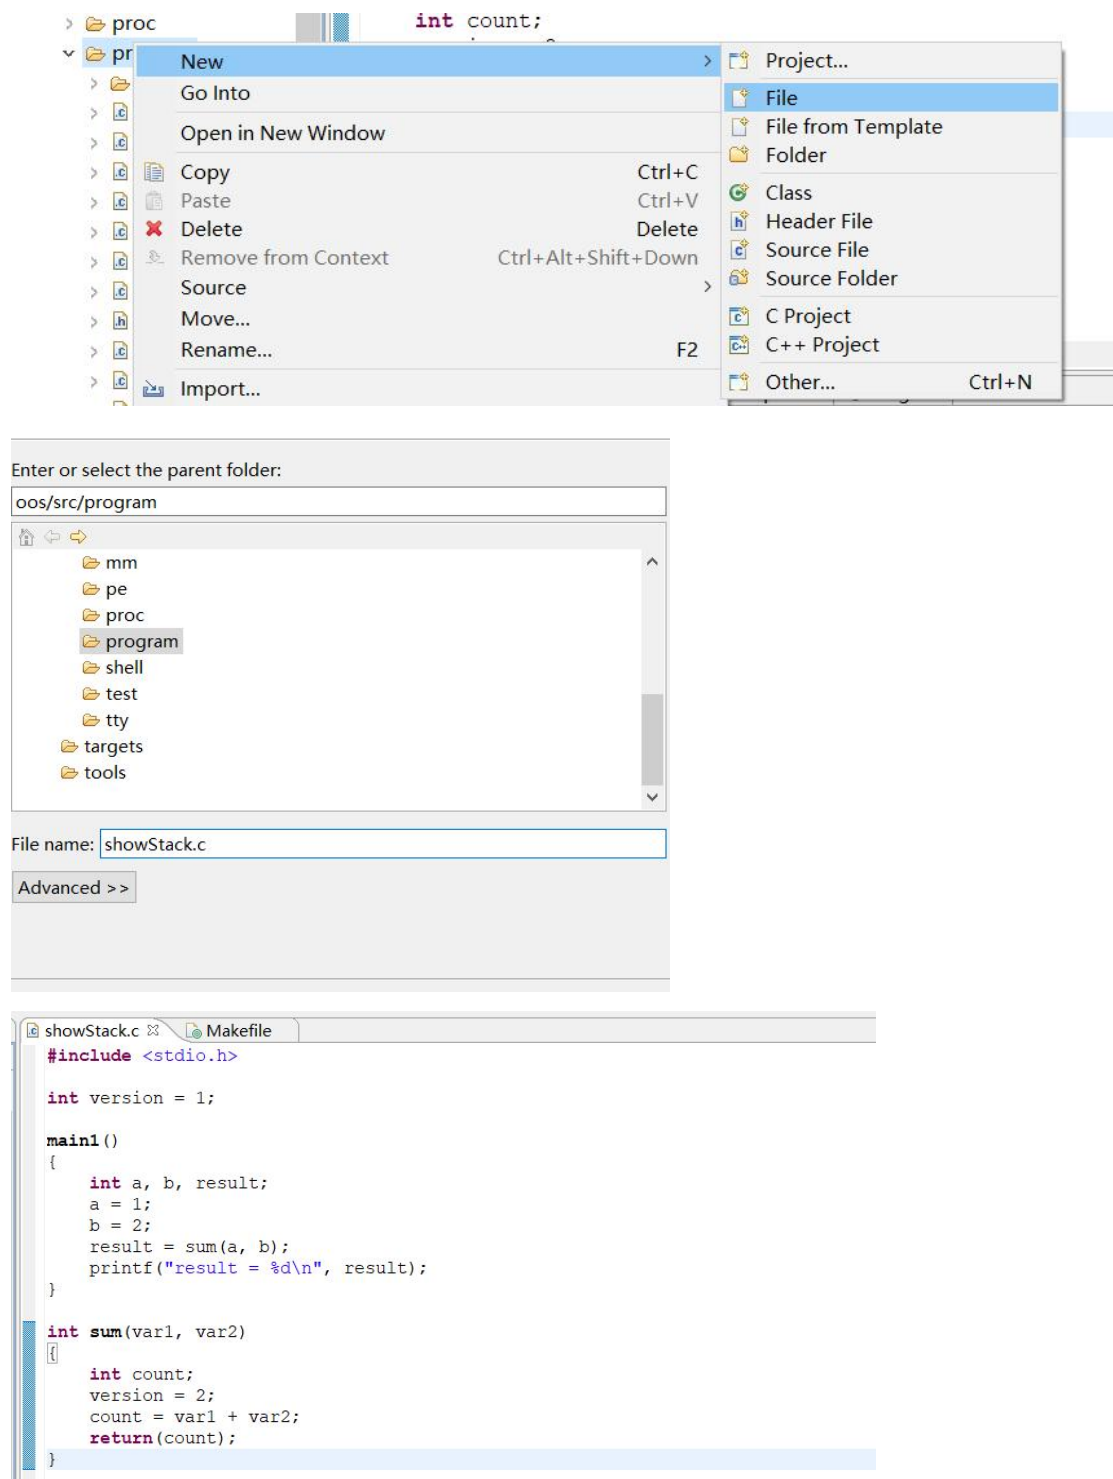 proc
int count;
pr
New
Project...
Go Into
File
Open in New Window
File from Template
Folder
Copy Ctrl+C
Class
Paste Ctrl+V
Header File
Delete Delete
Source File
Remove from Context Ctrl+Alt+Shift+Down
Source Folder
Source
Move...
C Project
Rename... F2
C++ Project
Import...
Other... Ctrl+N
Enter or select the parent folder:
oos/src/program
mm
pe
proc
program
shell
test
tty
targets
tools
File name: showStack.c
Advanced >>
showStack.c Makefile
#include <stdio.h>
int version = 1;
main1()
{
int a, b, result;
a = 1;
b = 2;
result = sum(a, b);
printf("result = %d\n", result);
}
int sum(var1, var2)
{
int count;
version = 2;
count = var1 + var2;
return(count);
}